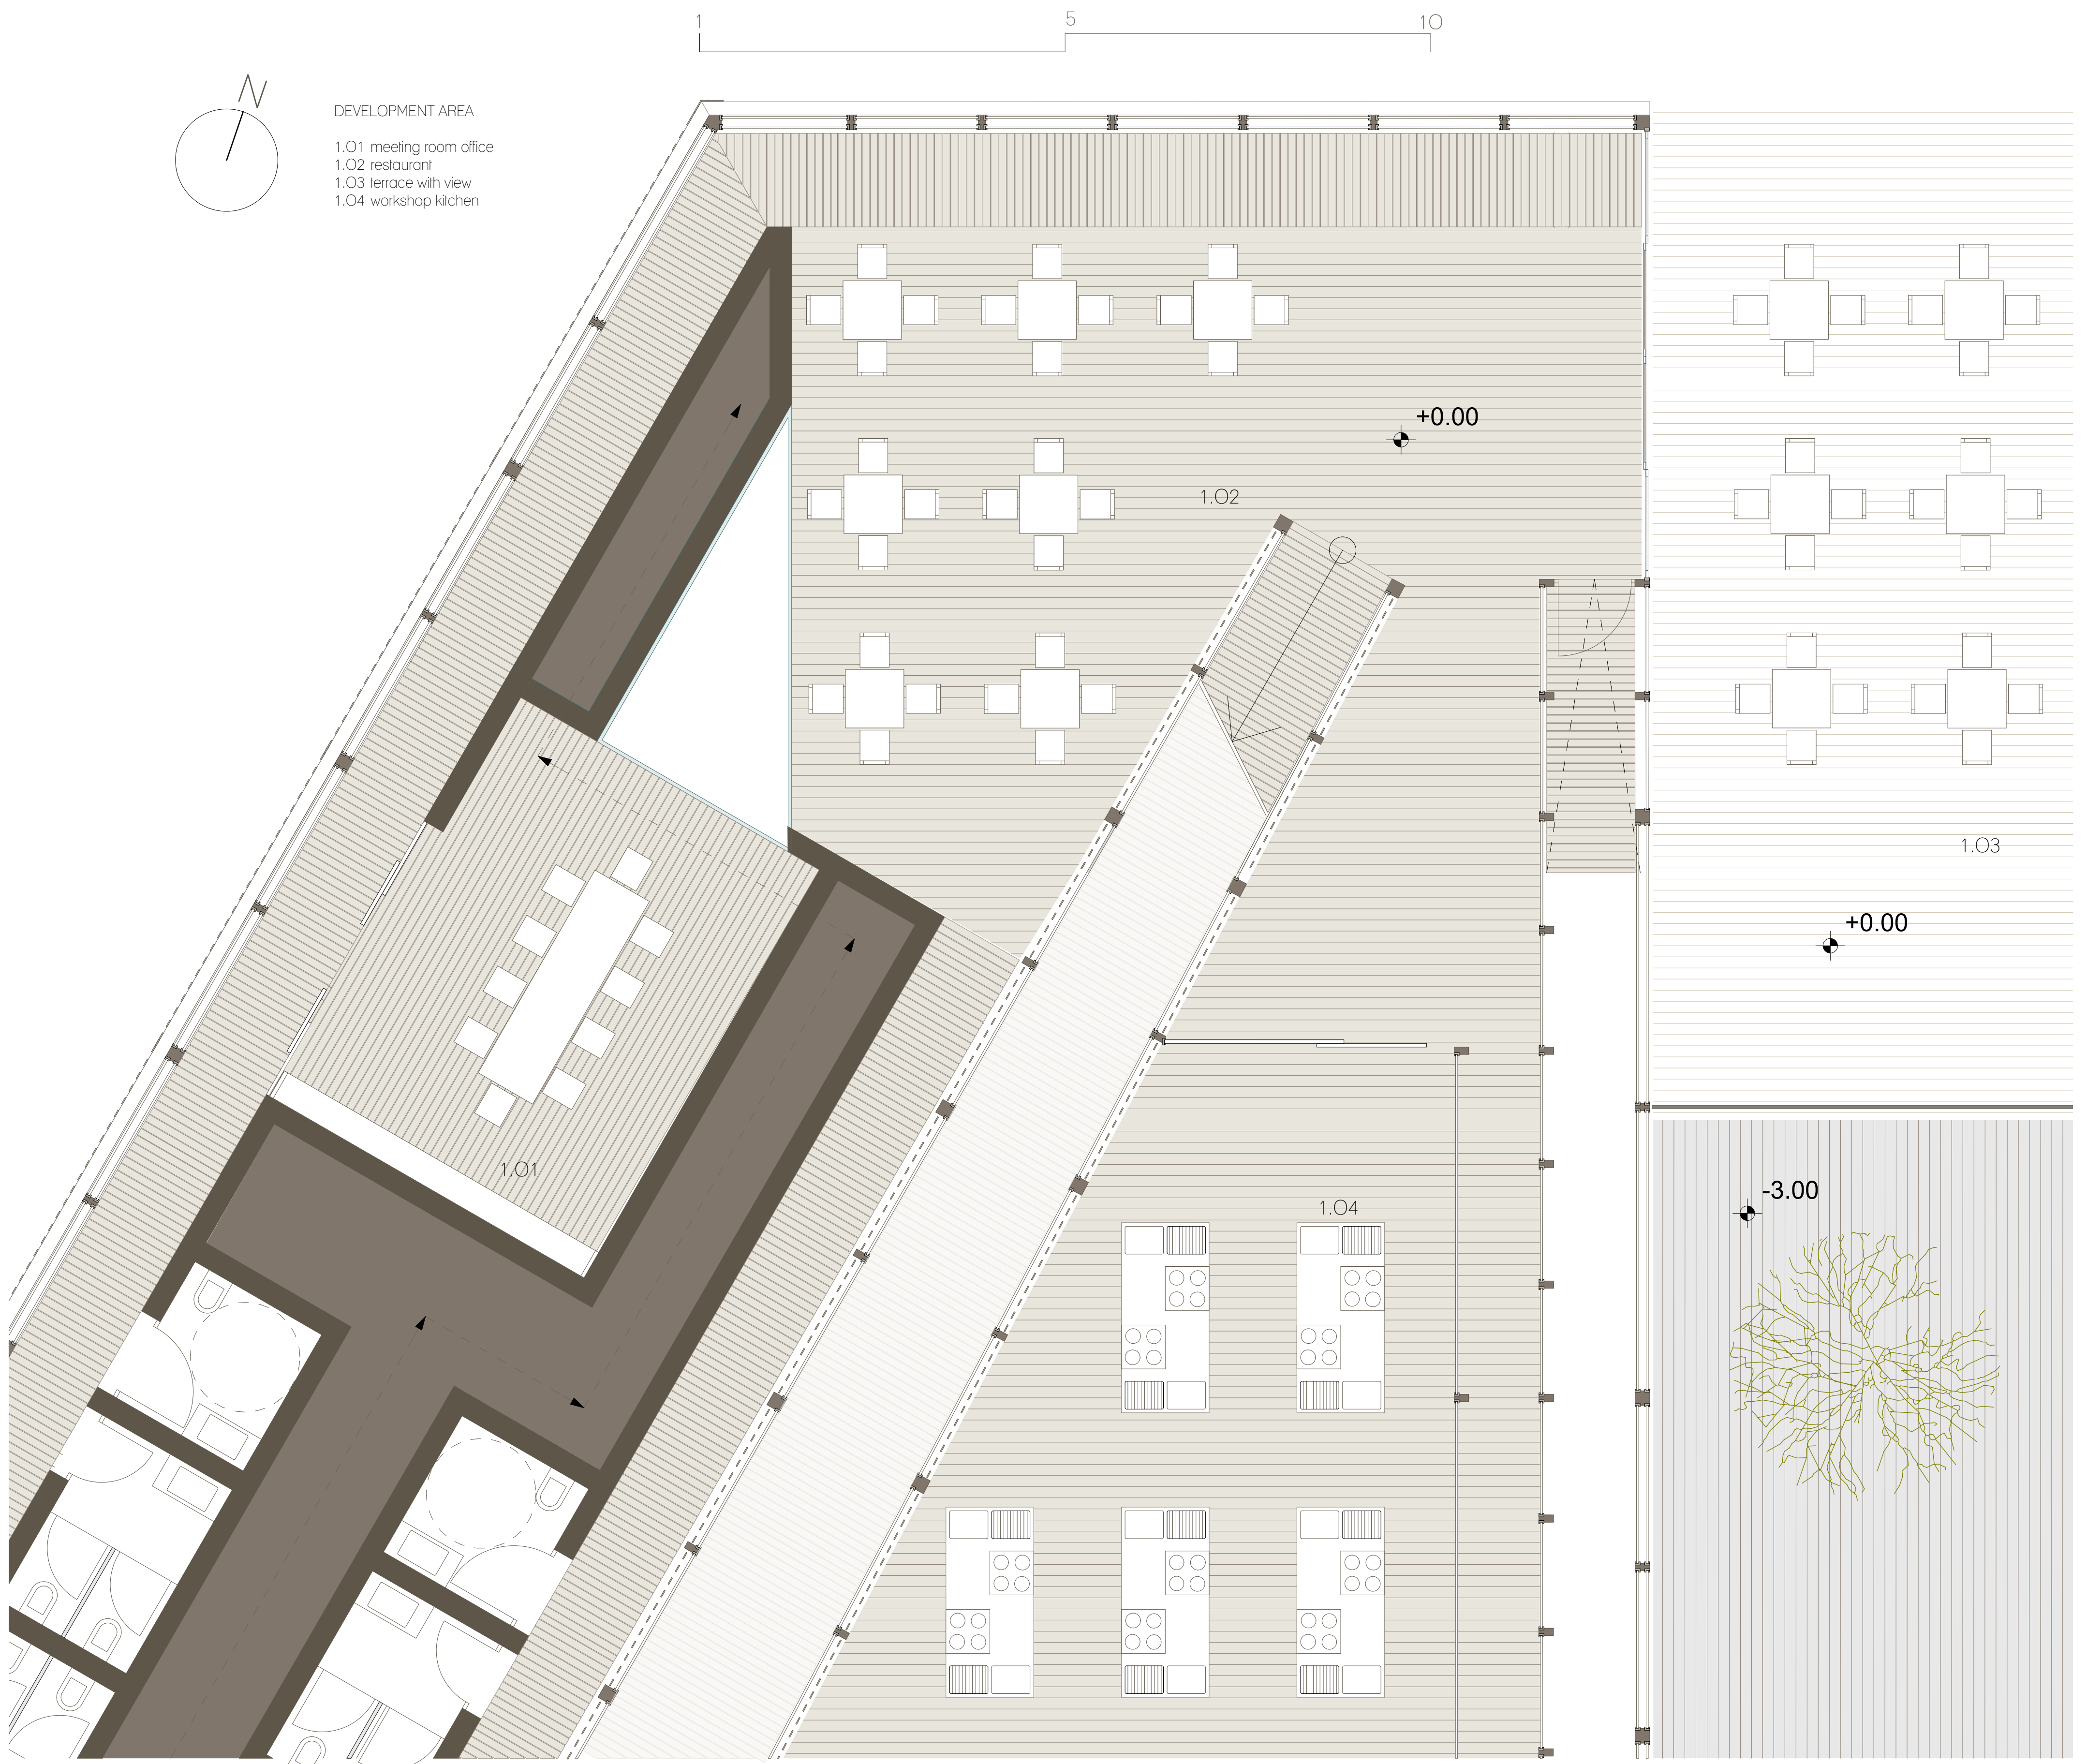 1 5 10
N
DEVELOPMENT AREA
1.01 meeting room office
1.02 restaurant
1.03 terrace with view
1.04 workshop kitchen
+0.00
1.02
1.03
+0.00
1.01
-3.00
1.04